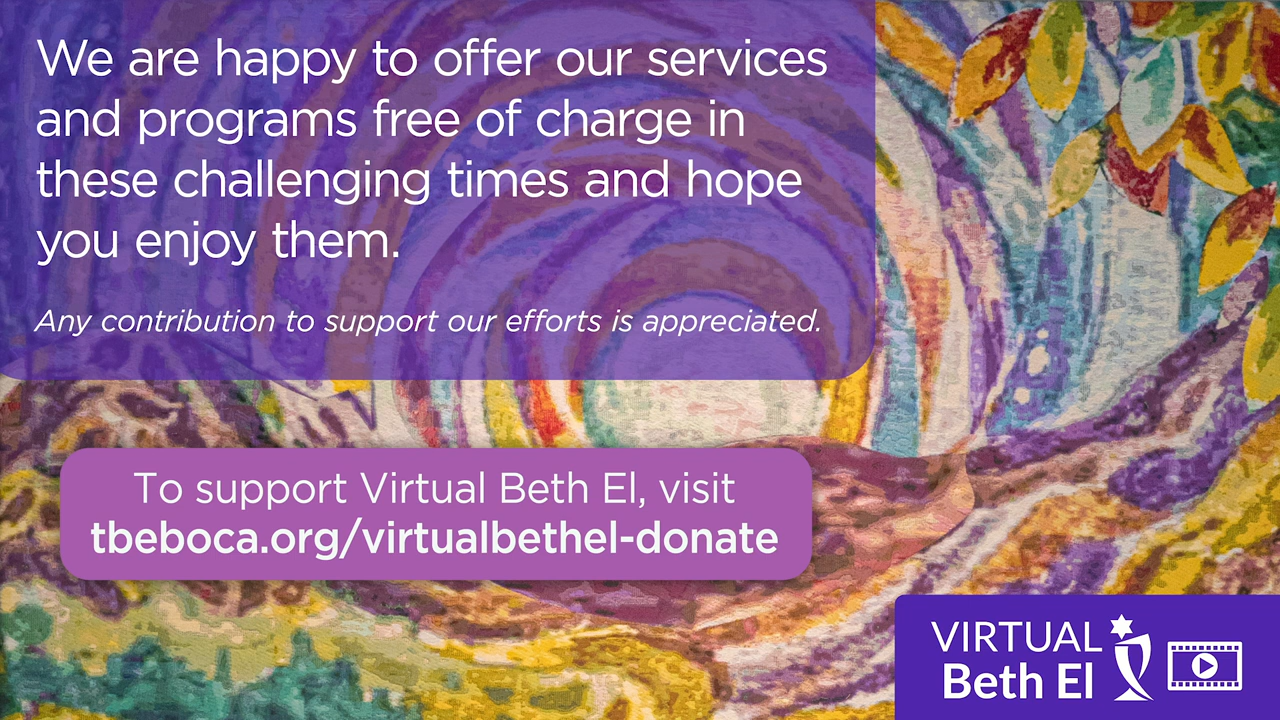 We are happy to offer our services
and programs free of charge in
these challenging times and hope
you enjoy them.
Any contribution to support our efforts is appreciated.
To support Virtual Beth El, visit
tbeboca.org/virtualbethel-donate
VIRTUAL
Beth El